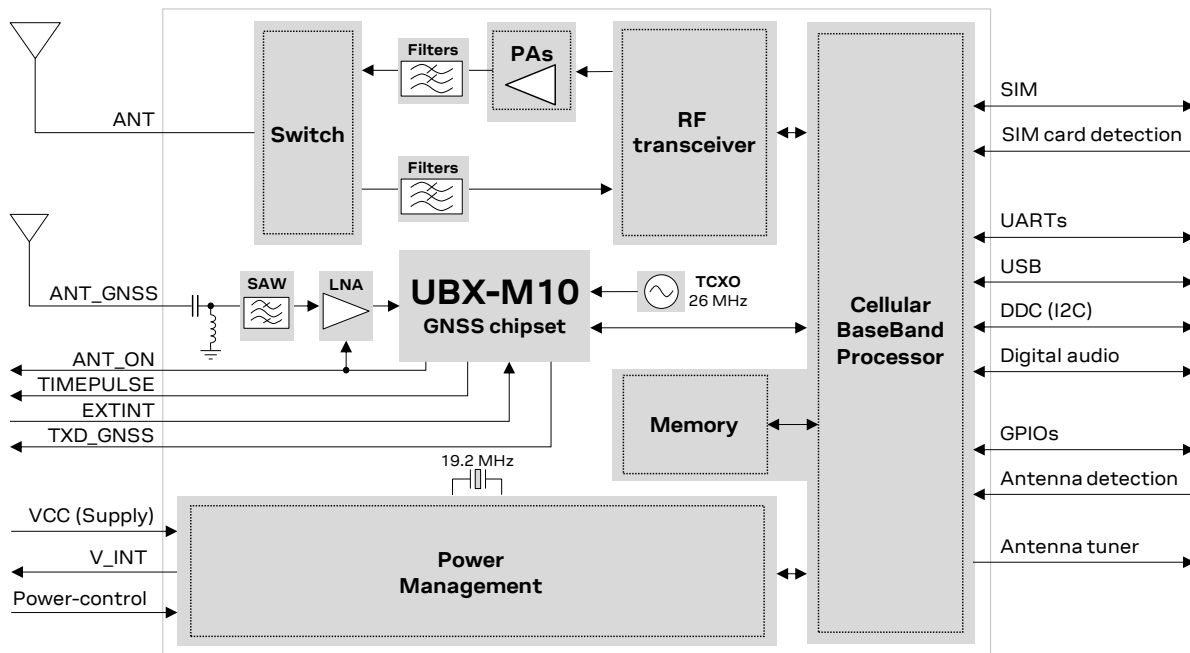 Filters
PAs
ANT
Switch
RF
transceiver
Filters
SIM
SIM card detection
UARTs
USB
DDC (I2C)
Digital audio
GPIOs
Antenna detection
Antenna tuner
Cellular
BaseBand
Processor
ANT_GNSS
SAW
LNA
UBX-M10
GNSS chipset
TCXO
26 MHz
ANT_ON
TIMEPULSE
EXTINT
TXD_GNSS
Memory
19.2 MHz
VCC (Supply)
V_INT
Power-control
Power
Management